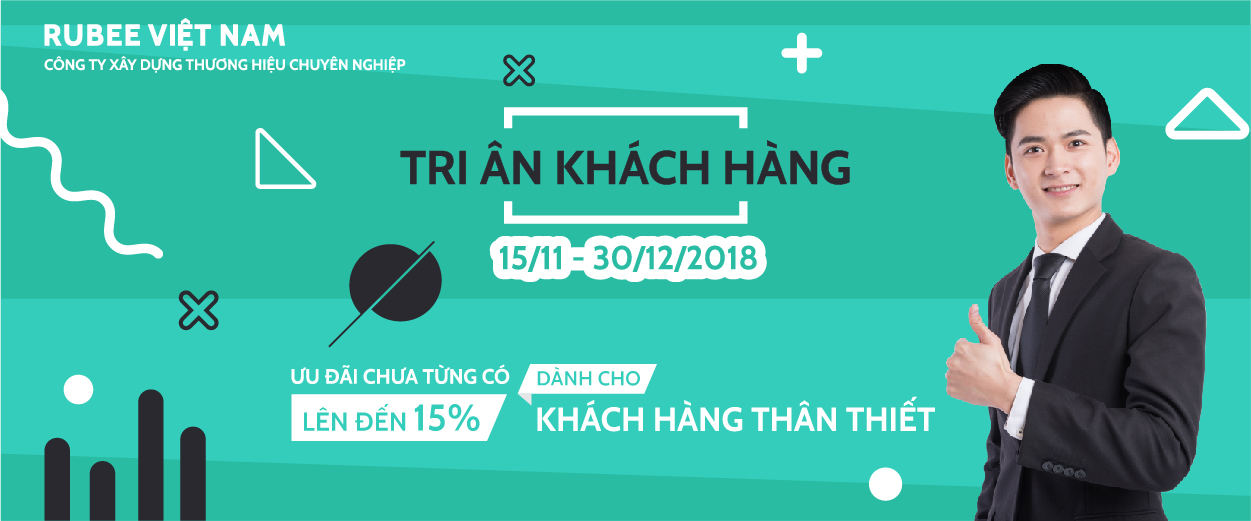 RUBEE VIỆT NAM
CÔNG TY XÂY DỰNG THƯƠNG HIỆU CHUYÊN NGHIỆP
TRI ÂN KHÁCH HÀNG
15/11 - 30/12/2018
ƯU ĐÃI CHƯA TỪNG CÓ
LÊN ĐẾN 15%
DÀNH CHO
KHÁCH HÀNG THÂN THIẾT